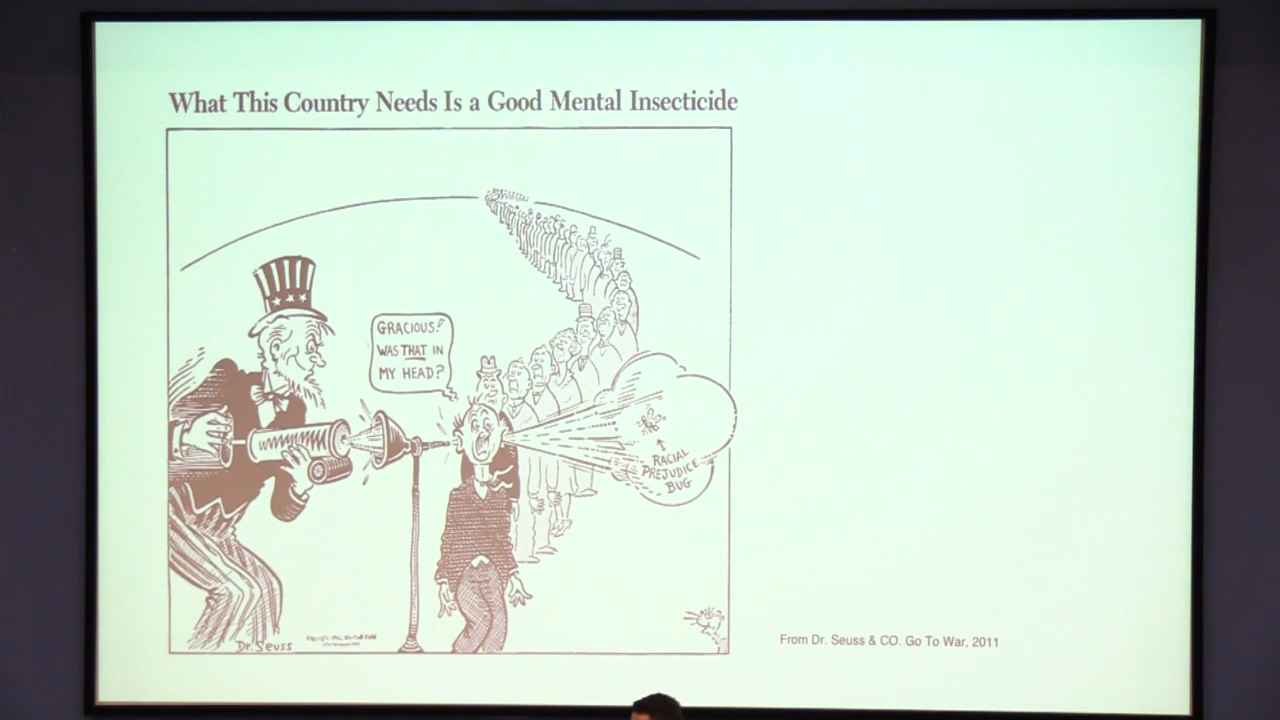 What This Country Needs Is a Good Mental Insecticide
GRACIOUS!
WAS THAT IN
MY HEAD?
RACIAL
PREJUDICE
BUG
Dr. Seuss
From Dr. Seuss & CO. Go To War, 2011